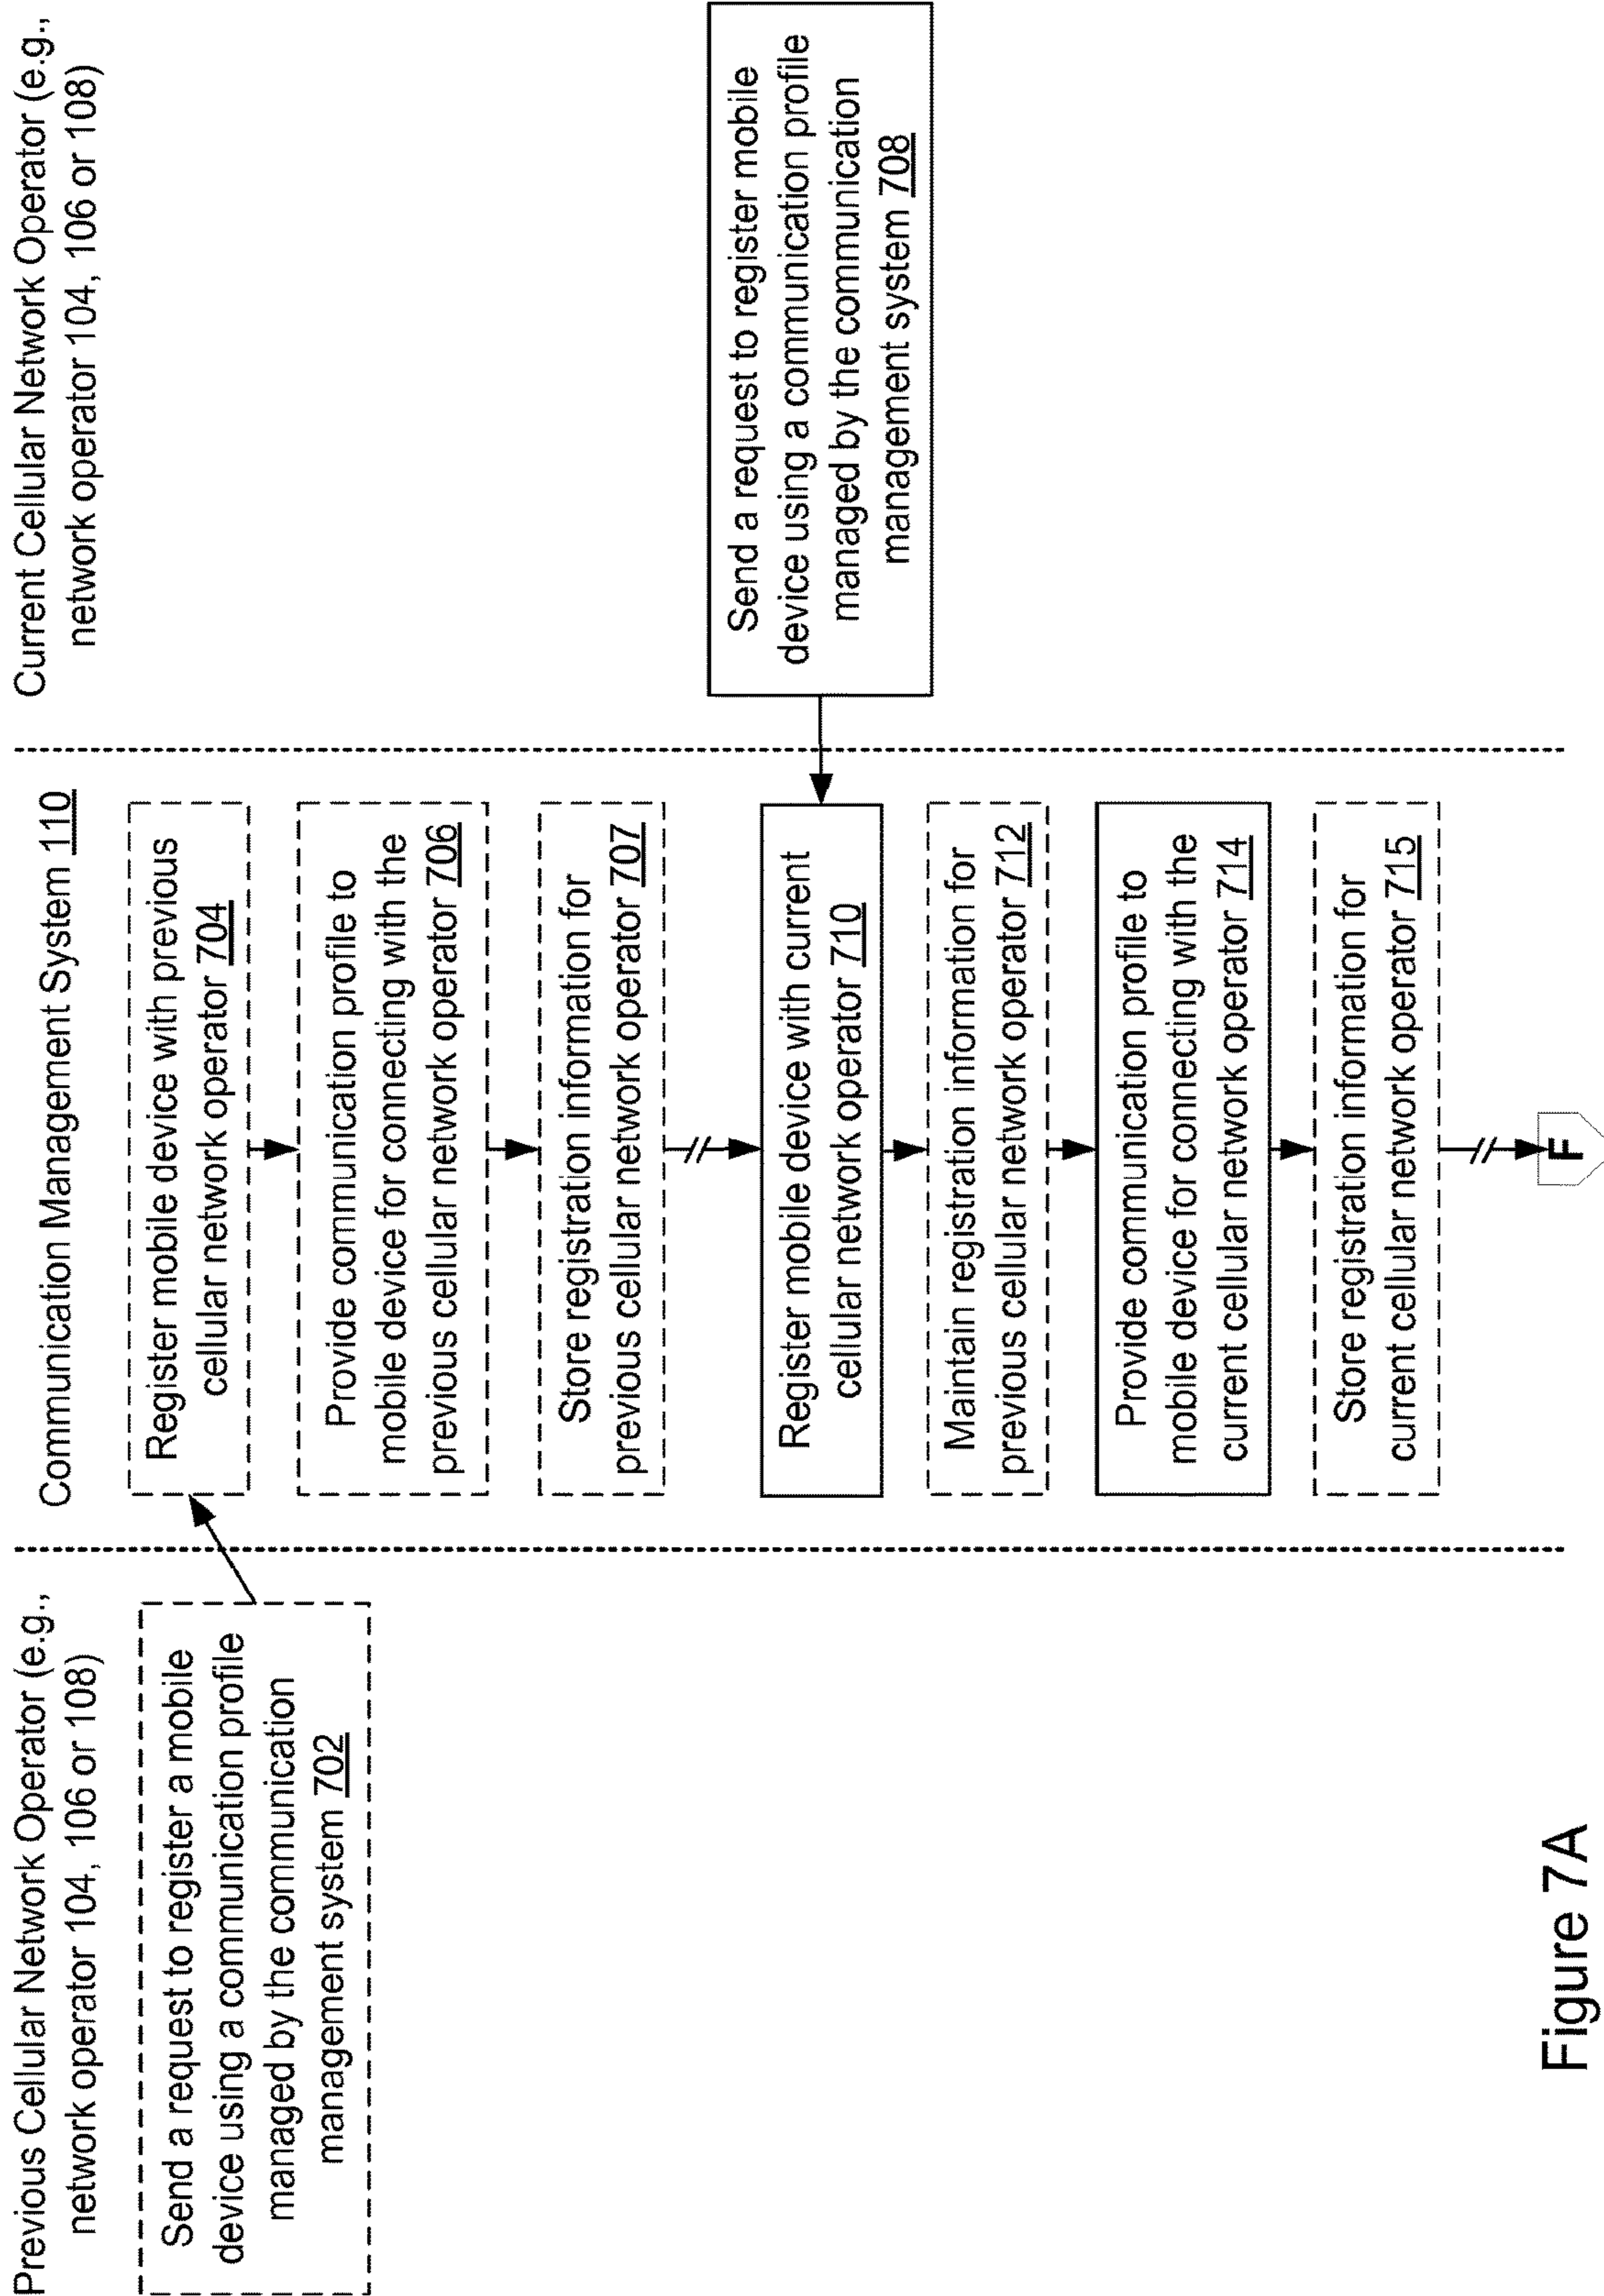 Previous Cellular Network Operator (e.g.,
network operator 104, 106 or 108)
Communication Management System 110
Current Cellular Network Operator (e.g.,
network operator 104, 106 or 108)
Send a request to register a mobile
device using a communication profile
managed by the communication
management system 702
Register mobile device with previous
cellular network operator 704
Provide communication profile to
mobile device for connecting with the
previous cellular network operator 706
Store registration information for
previous cellular network operator 707
Send a request to register mobile
device using a communication profile
managed by the communication
management system 708
Register mobile device with current
cellular network operator 710
Maintain registration information for
previous cellular network operator 712
Provide communication profile to
mobile device for connecting with the
current cellular network operator 714
Store registration information for
current cellular network operator 715
F
Figure 7A